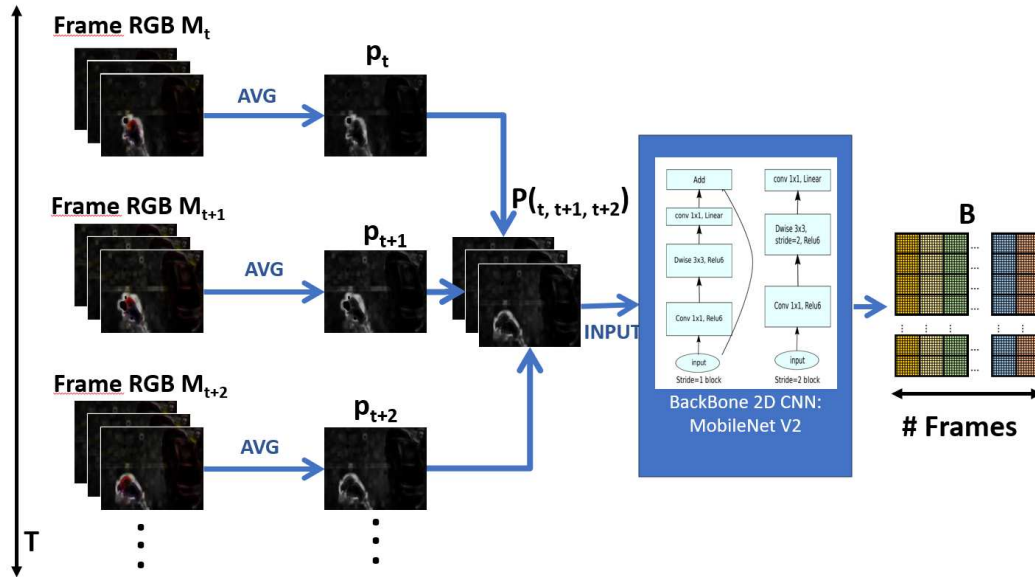 Frame RGB Mt
pt
AVG
Frame RGB Mt+1
pt+1
AVG
P(t, t+1, t+2)
Frame RGB Mt+2
pt+2
AVG
T
INPUT
Add
conv 1x1, Linear
Dwise 3x3, Relu6
Conv 1x1, Relu6
input
Stride=1 block
conv 1x1, Linear
Dwise 3x3,
stride=2, Relu6
Conv 1x1, Relu6
input
Stride=2 block
BackBone 2D CNN:
MobileNet V2
B
# Frames